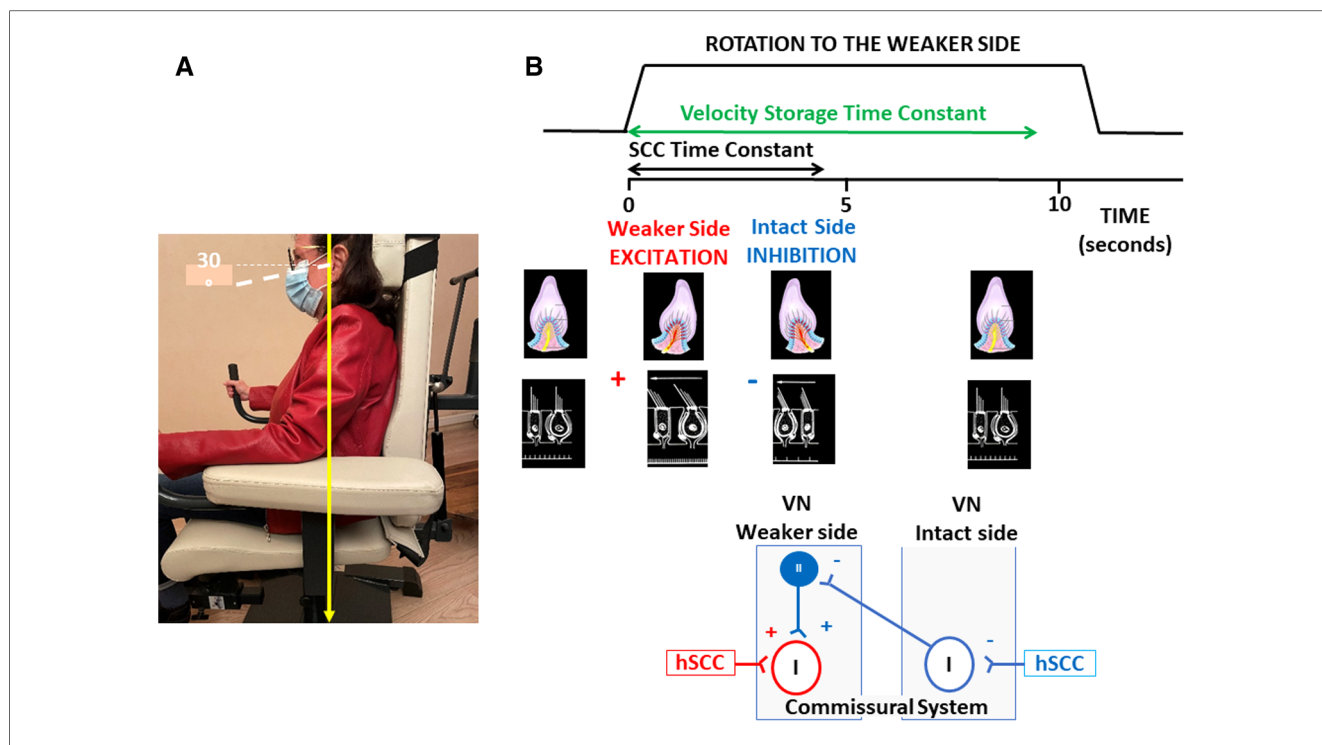 A
B
ROTATION TO THE WEAKER SIDE
Velocity Storage Time Constant
SCC Time Constant
0
5
10
TIME
(seconds)
30
°
Weaker Side
EXCITATION
Intact Side
INHIBITION
+
-
VN
Weaker side
VN
Intact side
II
-
+
+
-
hSCC
I
I
hSCC
Commissural System